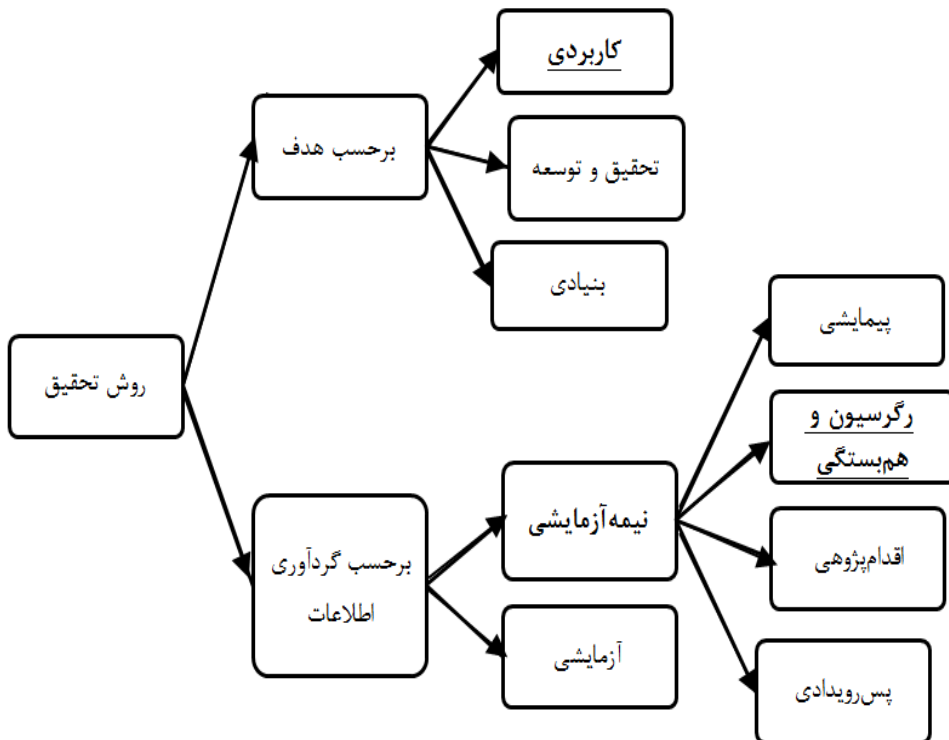 روش تحقیق
برحسب هدف
کاربردی
تحقیق و توسعه
بنیادی
برحسب گردآوری
اطلاعات
نیمه‌آزمایشی
آزمایشی
پیمایشی
رگرسیون و
هم‌بستگی
اقدام‌پژوهی
پس‌رویدادی